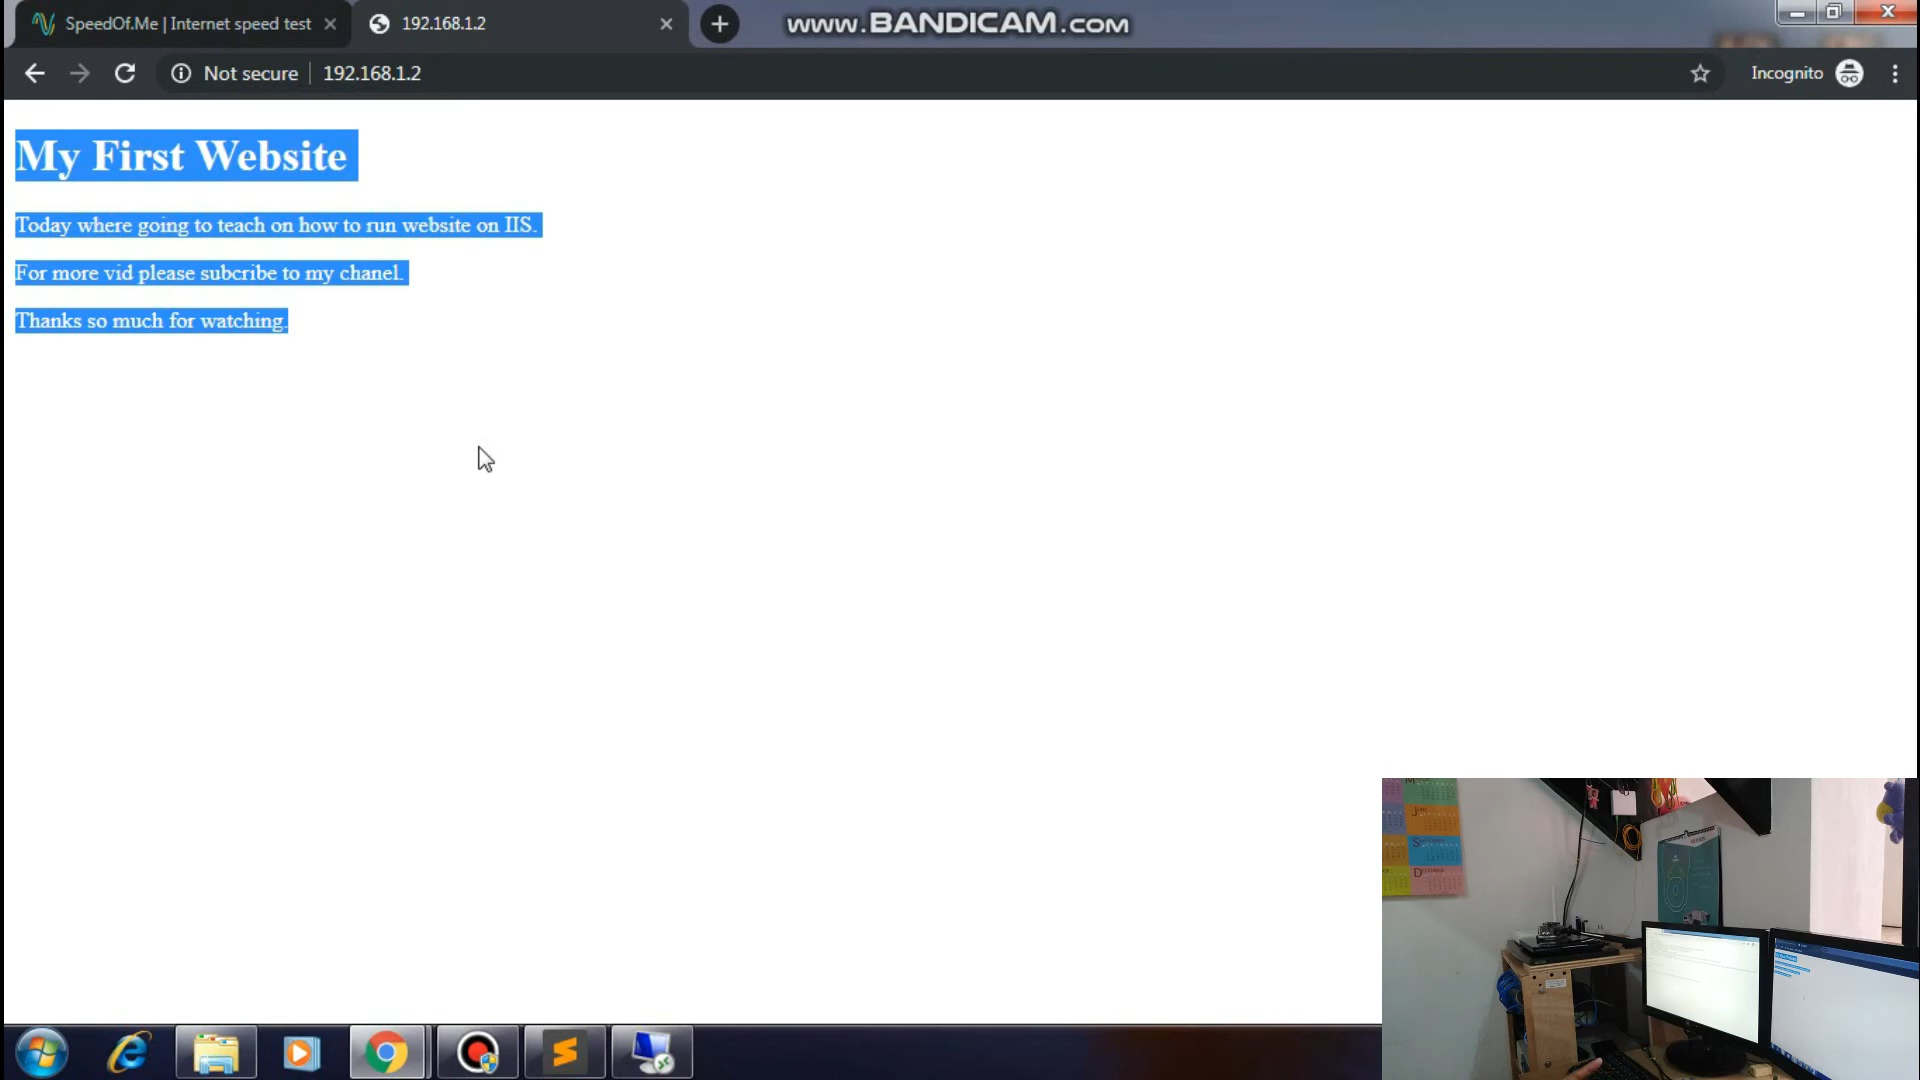 SpeedOf.Me | Internet speed test
192.168.1.2
www.BANDICAM.com
Not secure
192.168.1.2
Incognito
My First Website
Today where going to teach on how to run website on IIS.
For more vid please subcribe to my chanel.
Thanks so much for watching.